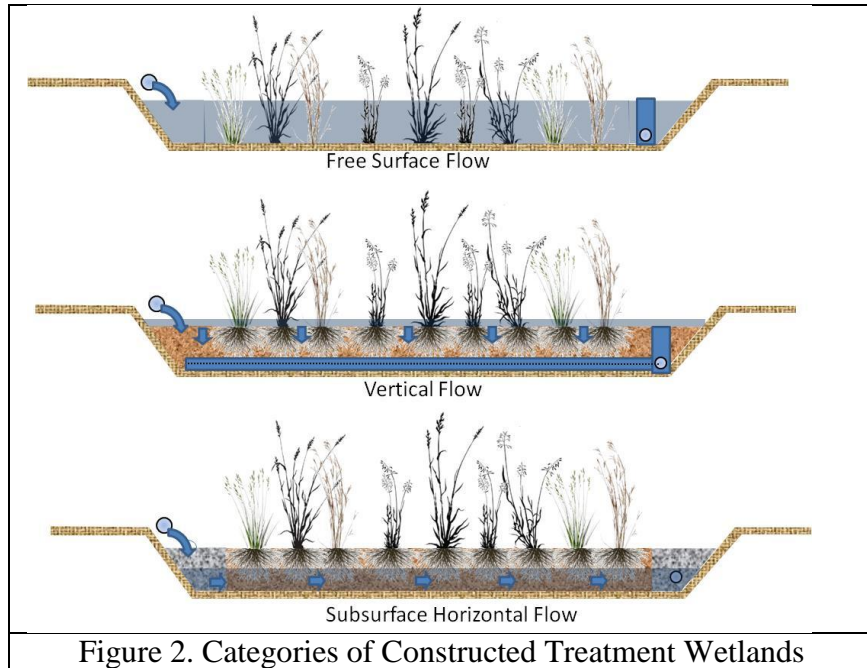 Free Surface Flow
Vertical Flow
Subsurface Horizontal Flow
Figure 2. Categories of Constructed Treatment Wetlands